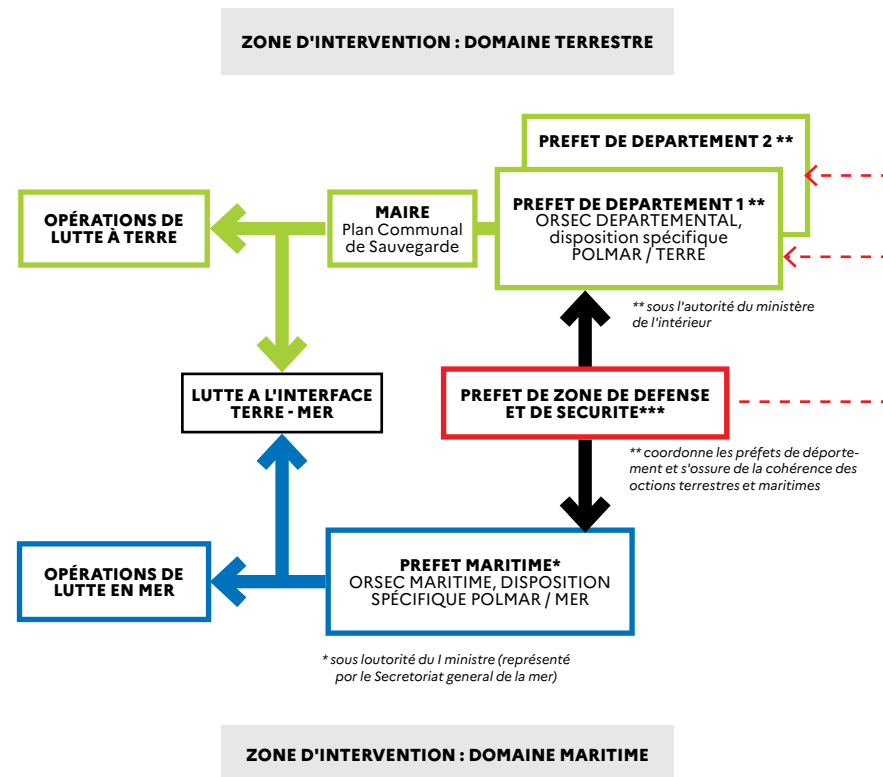 ZONE D'INTERVENTION : DOMAINE TERRESTRE
PREFET DE DEPARTEMENT 2 **
PREFET DE DEPARTEMENT 1 **
ORSEC DEPARTEMENTAL,
disposition spécifique
POLMAR / TERRE
MAIRE
Plan Communal
de Sauvegarde
OPÉRATIONS DE
LUTTE À TERRE
** sous l'autorité du ministère
de l'intérieur
LUTTE A L'INTERFACE
TERRE - MER
PREFET DE ZONE DE DEFENSE
ET DE SECURITE***
** coordonne les préfets de déporte-
ment et s'ossure de la cohérence des
octions terrestres et maritimes
OPÉRATIONS DE
LUTTE EN MER
PREFET MARITIME*
ORSEC MARITIME, DISPOSITION
SPÉCIFIQUE POLMAR / MER
* sous loutorité du I ministre (représenté
por le Secretoriat general de la mer)
ZONE D'INTERVENTION : DOMAINE MARITIME